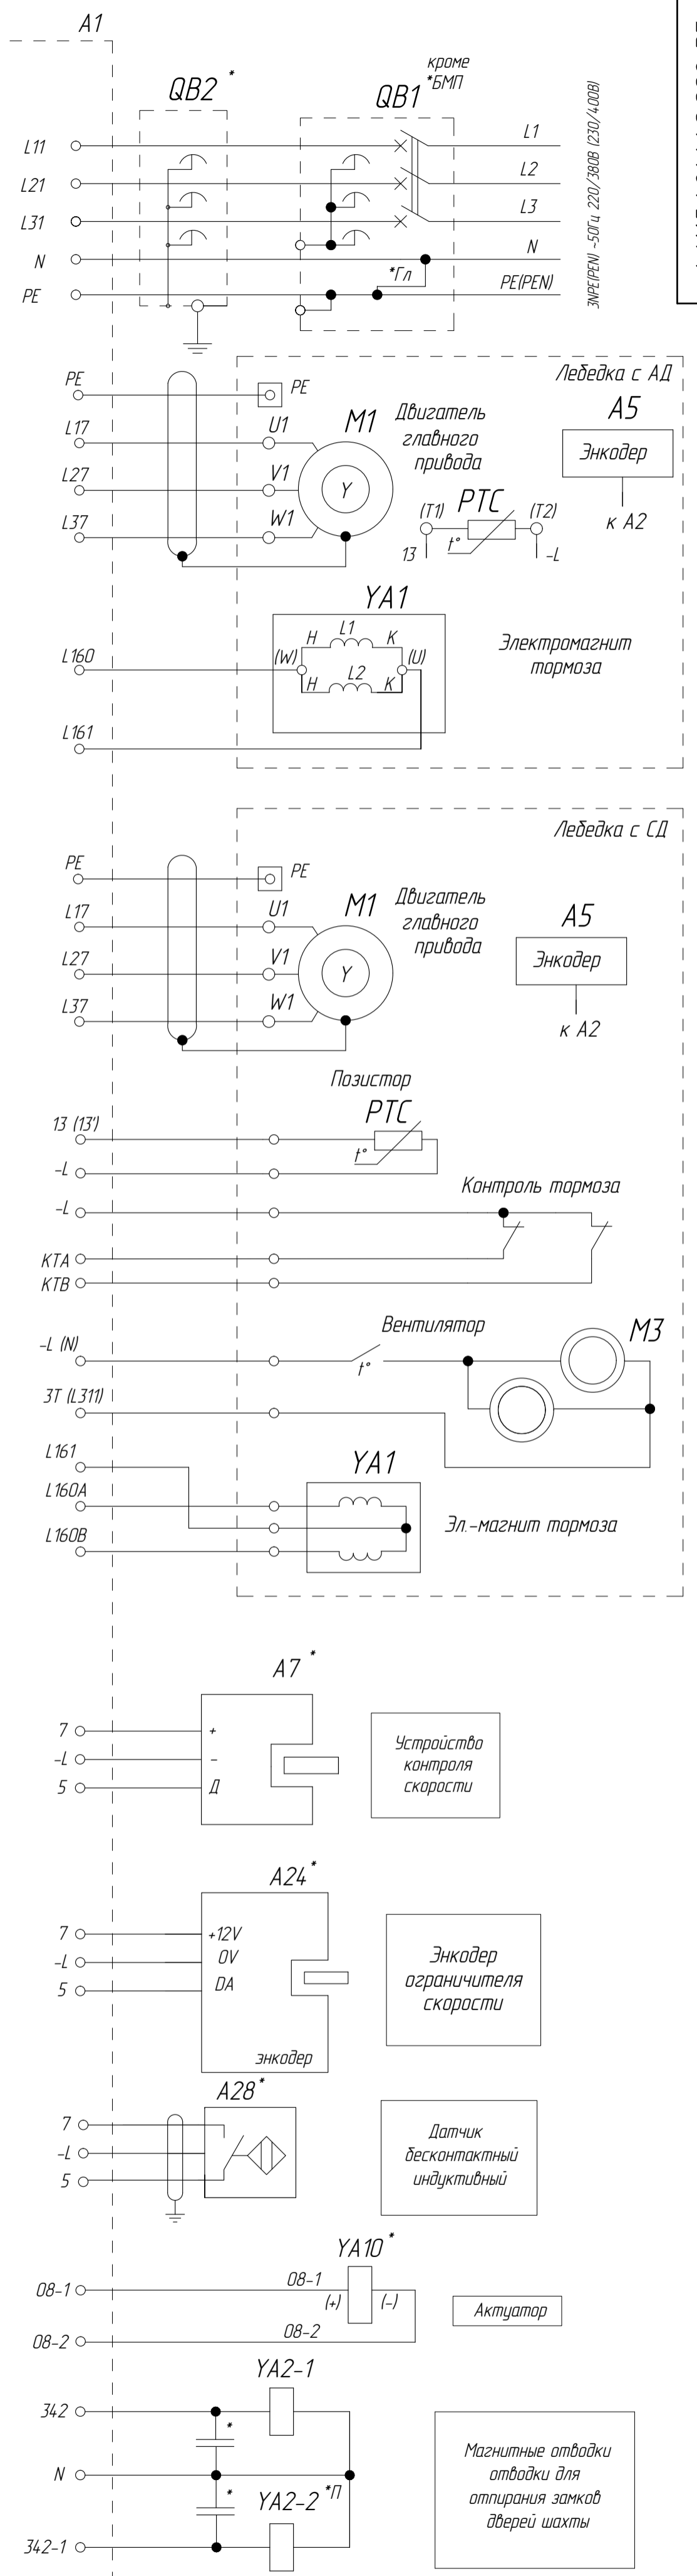 A1
QB2 *
кроме
*БМП
QB1
L11
L1
L21
L2
L31
L3
N
N
*Гл
PE
PE(PEN)
3NPE(PEN) ~50Гц 220/380В (230/400В)
Лебедка с АД
PE
PE
L17
U1
M1
Двигатель
главного
привода
A5
Энкодер
к А2
L27
V1
Y
L37
W1
(T1)
PTC
(T2)
13
t°
-L
YA1
L160
(W)
H
L1
K
(U)
H
L2
K
Электромагнит
тормоза
L161
Лебедка с СД
PE
PE
L17
U1
M1
Двигатель
главного
привода
A5
Энкодер
к А2
L27
V1
Y
L37
W1
Позистор
PTC
13 (13')
t°
-L
-L
Контроль тормоза
KTA
KTB
Вентилятор
M3
-L (N)
t°
3T (L311)
L161
YA1
L160A
L160B
Эл.-магнит тормоза
A7 *
7
+
-L
-
5
Д
Устройство
контроля
скорости
A24 *
7
+12V
-L
0V
5
DA
энкодер
Энкодер
ограничителя
скорости
A28 *
7
-L
5
Датчик
бесконтактный
индуктивный
YA10 *
08-1
08-1
(+)
(-)
08-2
08-2
Актуатор
YA2-1
342
*
N
*
YA2-2 *П
342-1
Магнитные отводки
отводки для
отпирания замков
дверей шахты